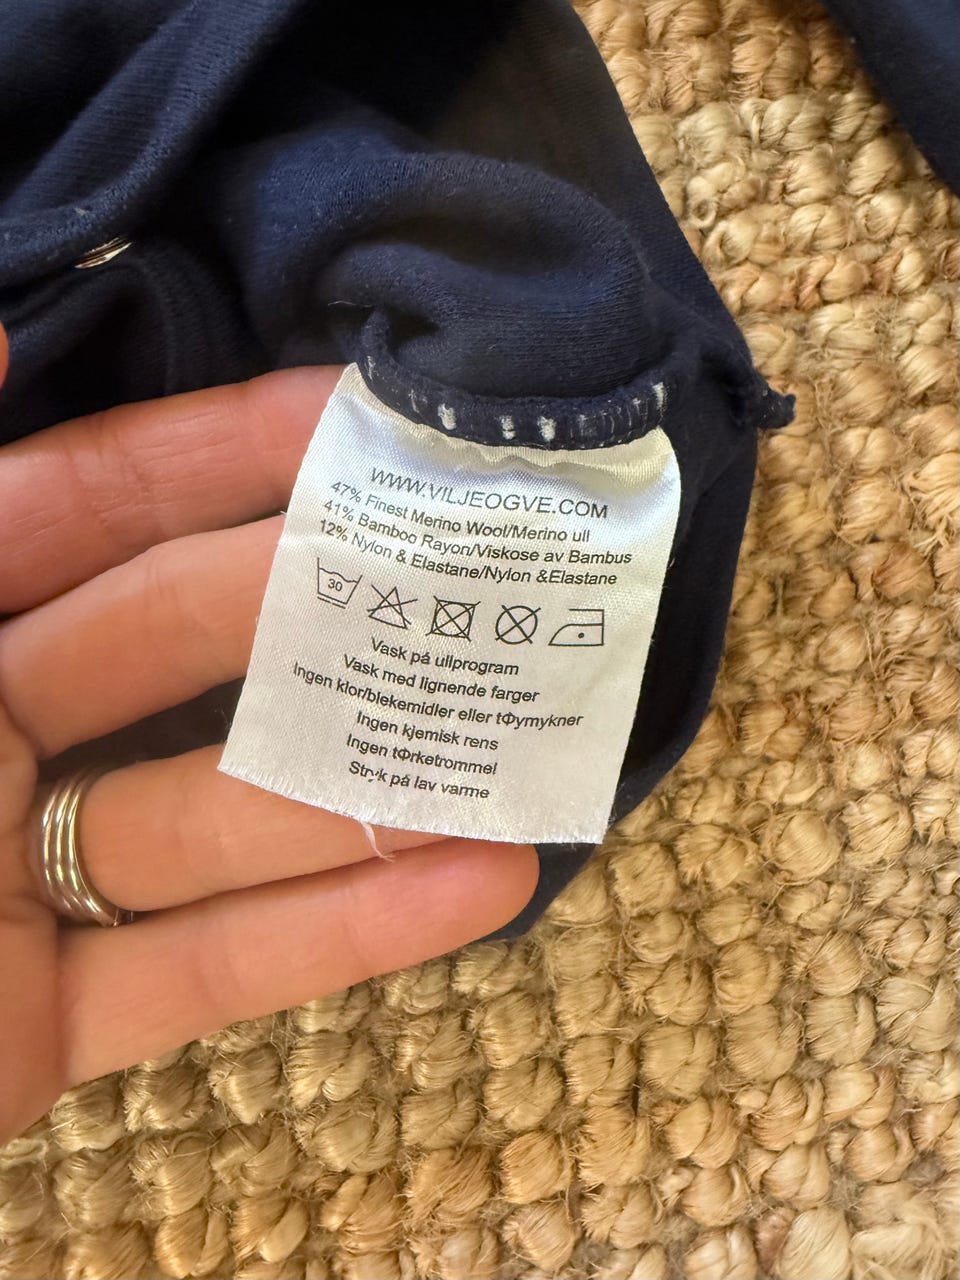 WWW.VILJEOGVE.COM
47% Finest Merino Wool/Merino ull
41% Bamboo Rayon/Viskose av Bambus
12% Nylon & Elastane/Nylon &Elastane
30
Vask på ullprogram
Vask med lignende farger
Ingen klor/blekemidler eller tΦymykner
Ingen kjemisk rens
Ingen tΦrketrommel
Stryk på lav varme